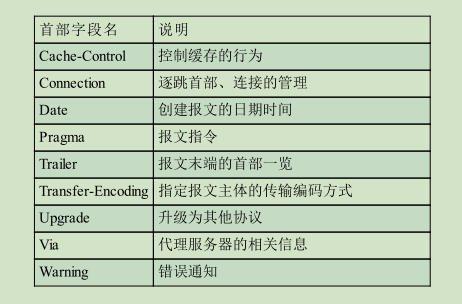 首部字段名 说明
Cache-Control 控制缓存的行为
Connection 逐跳首部、连接的管理
Date 创建报文的日期时间
Pragma 报文指令
Trailer 报文末端的首部一览
Transfer-Encoding 指定报文主体的传输编码方式
Upgrade 升级为其他协议
Via 代理服务器的相关信息
Warning 错误通知